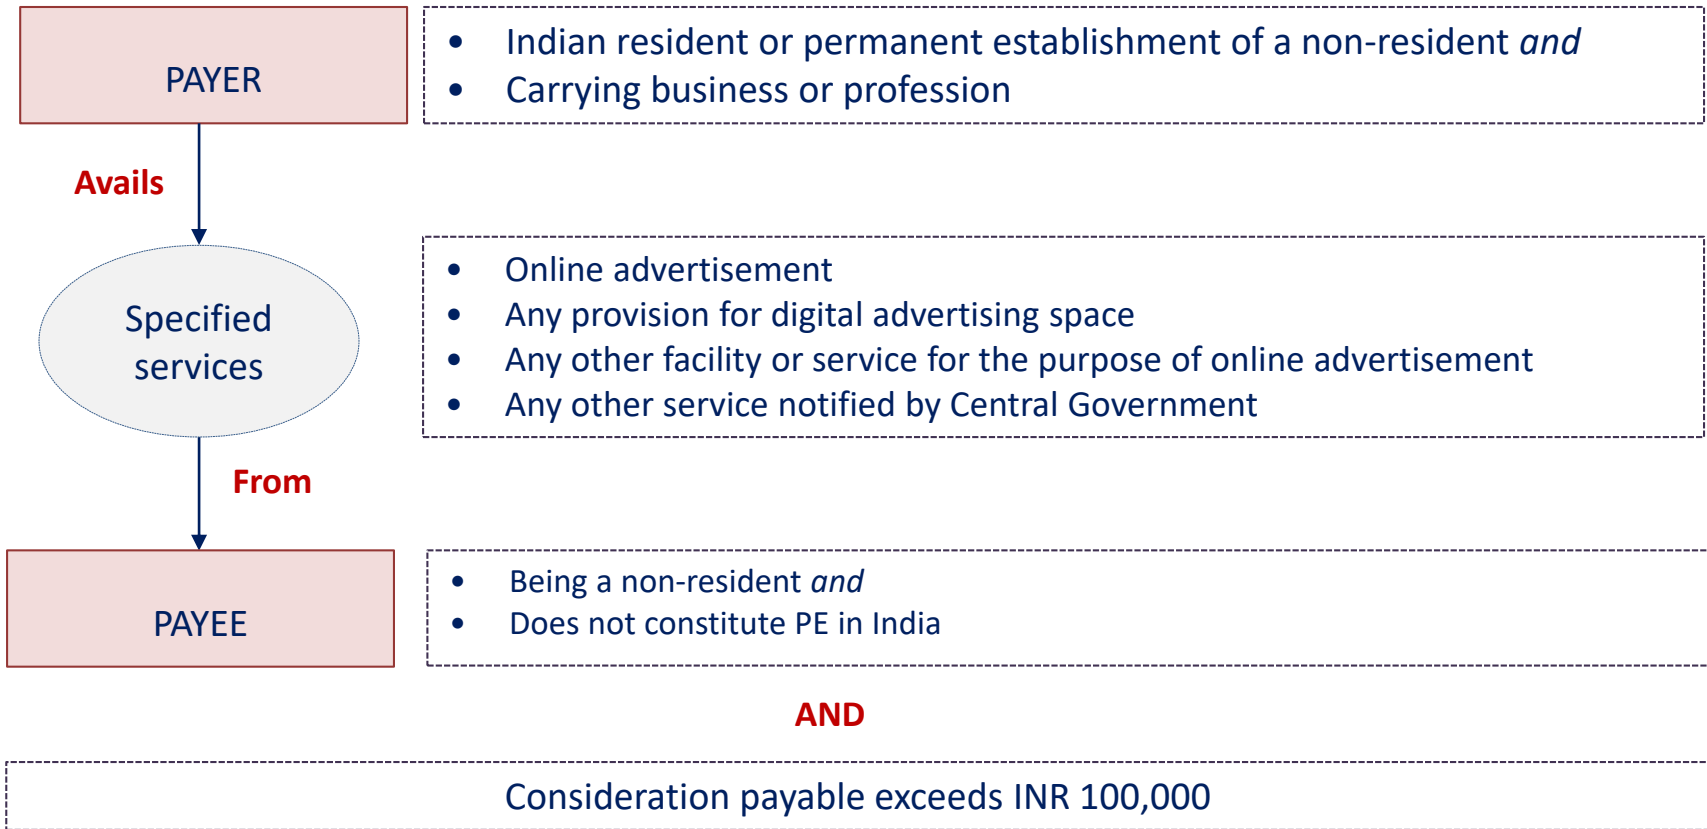 PAYER
• Indian resident or permanent establishment of a non-resident and
• Carrying business or profession
Avails
Specified
services
• Online advertisement
• Any provision for digital advertising space
• Any other facility or service for the purpose of online advertisement
• Any other service notified by Central Government
From
PAYEE
• Being a non-resident and
• Does not constitute PE in India
AND
Consideration payable exceeds INR 100,000